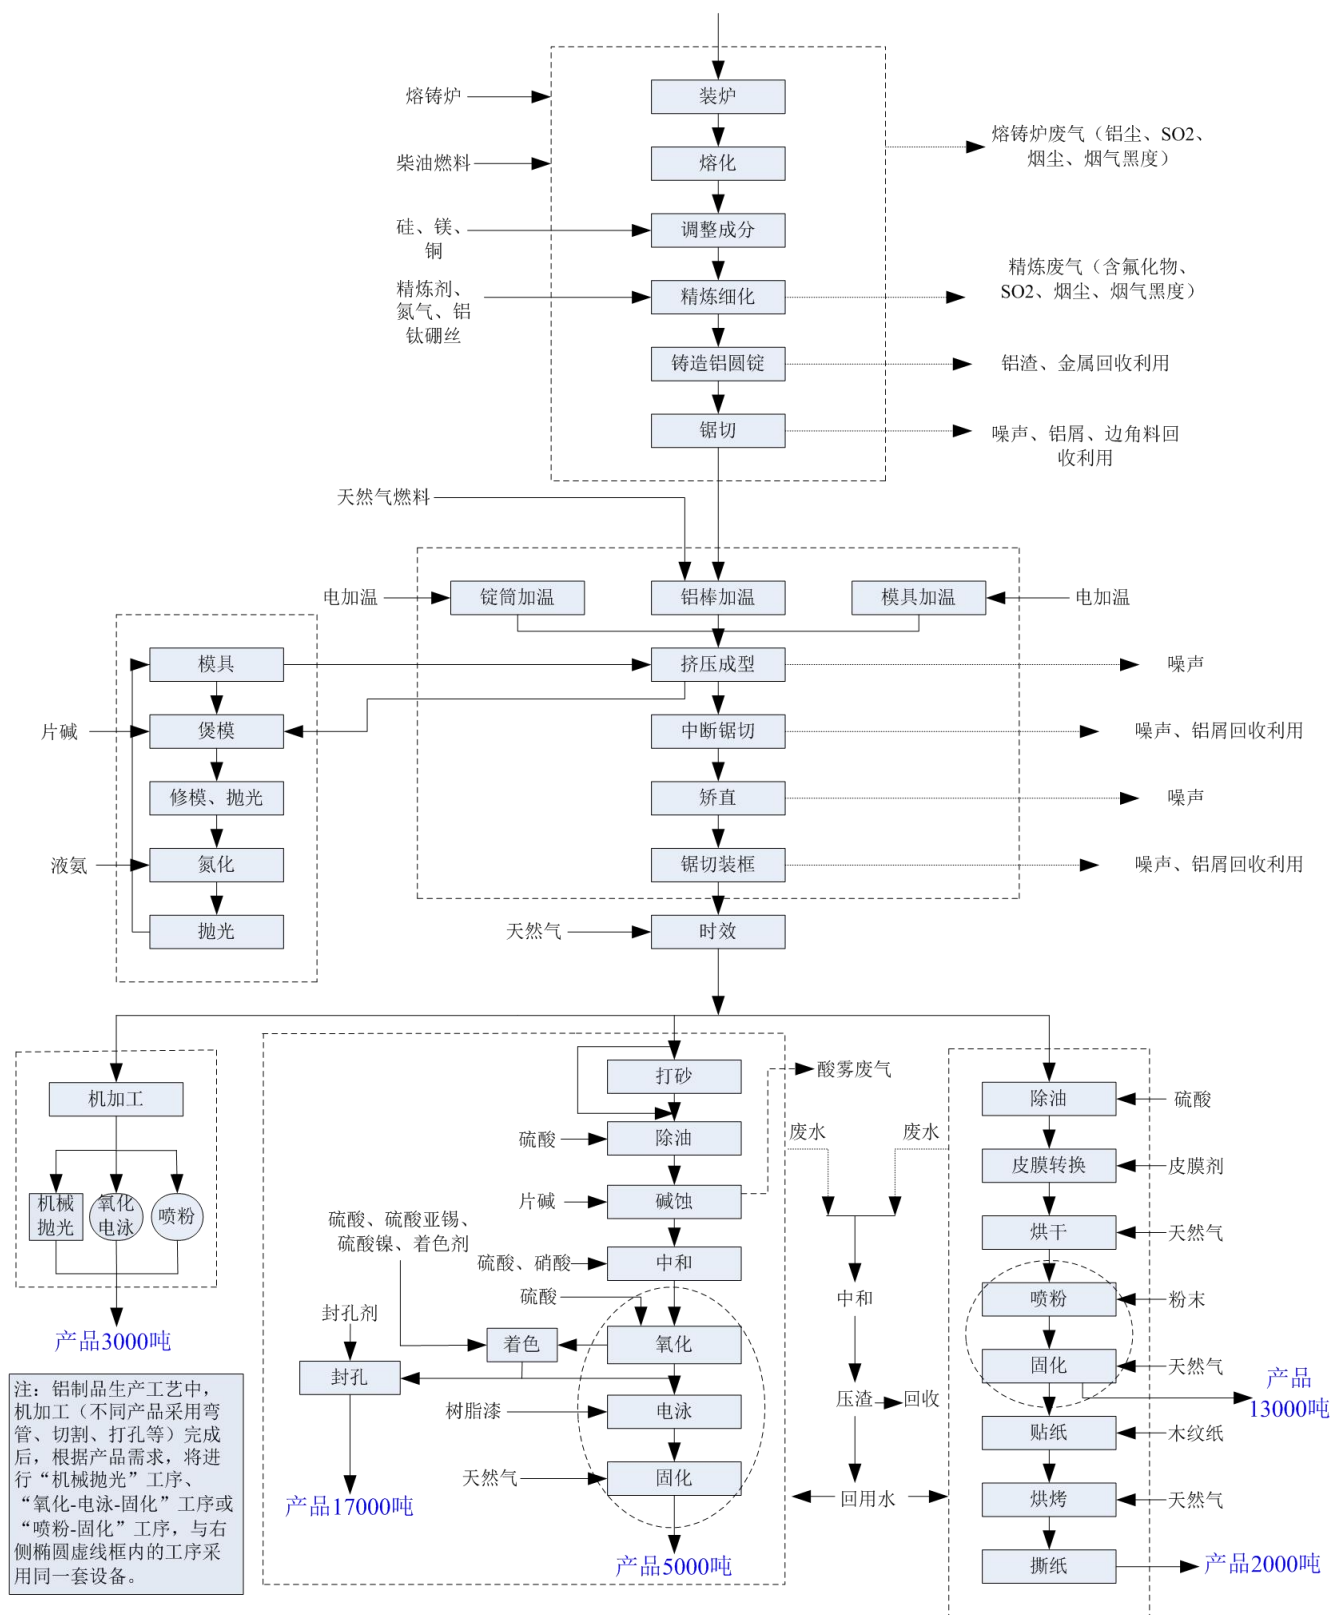 熔铸炉
装炉
熔铸炉废气（铝尘、SO2、
烟尘、烟气黑度）
柴油燃料
熔化
硅、镁、
铜
调整成分
精炼剂、
氮气、铝
钛硼丝
精炼细化
精炼废气（含氟化物、
SO2、烟尘、烟气黑度）
铸造铝圆锭
铝渣、金属回收利用
锯切
噪声、铝屑、边角料回
收利用
天然气燃料
电加温
锭筒加温
铝棒加温
模具加温
电加温
模具
挤压成型
噪声
片碱
煲模
中断锯切
噪声、铝屑回收利用
修模、抛光
矫直
噪声
液氨
氮化
锯切装框
噪声、铝屑回收利用
抛光
天然气
时效
机加工
机械
抛光
氧化
电泳
喷粉
产品3000吨
打砂
酸雾废气
硫酸
除油
片碱
碱蚀
硫酸、硫酸亚锡、
硫酸镍、着色剂
硫酸、硝酸
中和
硫酸
封孔剂
着色
氧化
封孔
树脂漆
电泳
天然气
固化
产品17000吨
产品5000吨
废水
废水
中和
压渣
回收
回用水
除油
硫酸
皮膜转换
皮膜剂
烘干
天然气
喷粉
粉末
固化
天然气
产品
13000吨
贴纸
木纹纸
烘烤
天然气
撕纸
产品2000吨
注：铝制品生产工艺中，
机加工（不同产品采用弯
管、切割、打孔等）完成
后，根据产品需求，将进
行“机械抛光”工序、
“氧化-电泳-固化”工序或
“喷粉-固化”工序，与右
侧椭圆虚线框内的工序采
用同一套设备。